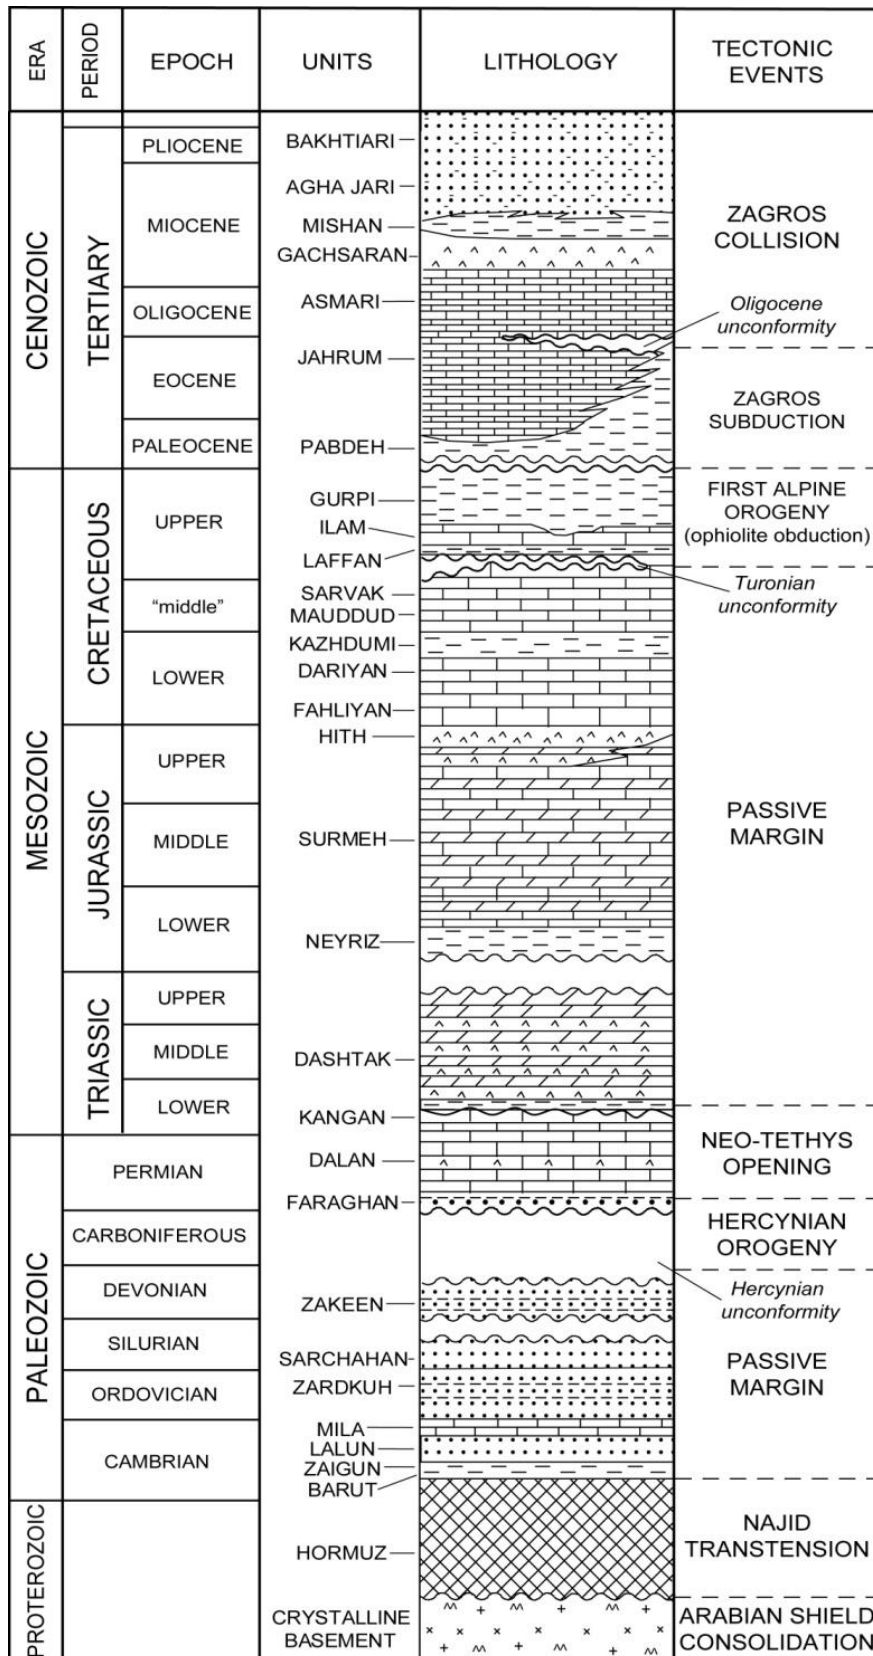 ERA
PERIOD
EPOCH
UNITS
LITHOLOGY
TECTONIC
EVENTS
CENOZOIC
TERTIARY
PLIOCENE
MIOCENE
OLIGOCENE
EOCENE
PALEOCENE
BAKHTIARI
AGHA JARI
MISHAN
GACHSARAN
ASMARI
JAHRUM
PABDEH
ZAGROS
COLLISION
Oligocene
unconformity
ZAGROS
SUBDUCTION
MESOZOIC
CRETACEOUS
UPPER
"middle"
LOWER
GURPI
ILAM
LAFFAN
SARVAK
MAUDDUD
KAZHDUMI
DARIYAN
FAHLIYAN
FIRST ALPINE
OROGENY
(ophiolite obduction)
Turonian
unconformity
JURASSIC
UPPER
MIDDLE
LOWER
HITH
SURMEH
NEYRIZ
PASSIVE
MARGIN
TRIASSIC
UPPER
MIDDLE
LOWER
DASHTAK
KANGAN
PALEOZOIC
PERMIAN
CARBONIFEROUS
DEVONIAN
SILURIAN
ORDOVICIAN
CAMBRIAN
DALAN
FARAGHAN
ZAKEEN
SARCHAHAN
ZARDKUH
MILA
LALUN
ZAIGUN
BARUT
NEO-TETHYS
OPENING
HERCYNIAN
OROGENY
Hercynian
unconformity
PASSIVE
MARGIN
PROTEROZOIC
HORMUZ
CRYSTALLINE
BASEMENT
NAJID
TRANSTENSION
ARABIAN SHIELD
CONSOLIDATION